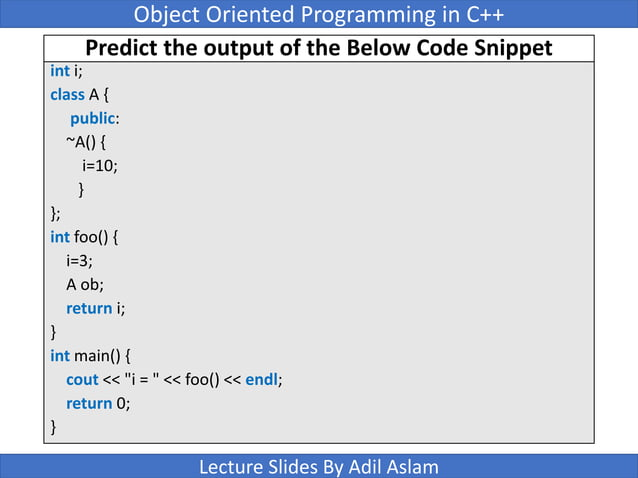 Object Oriented Programming in C++
Predict the output of the Below Code Snippet
int i;
class A {
public:
~A() {
i=10;
}
};
int foo() {
i=3;
A ob;
return i;
}
int main() {
cout << "i = " << foo() << endl;
return 0;
}
Lecture Slides By Adil Aslam